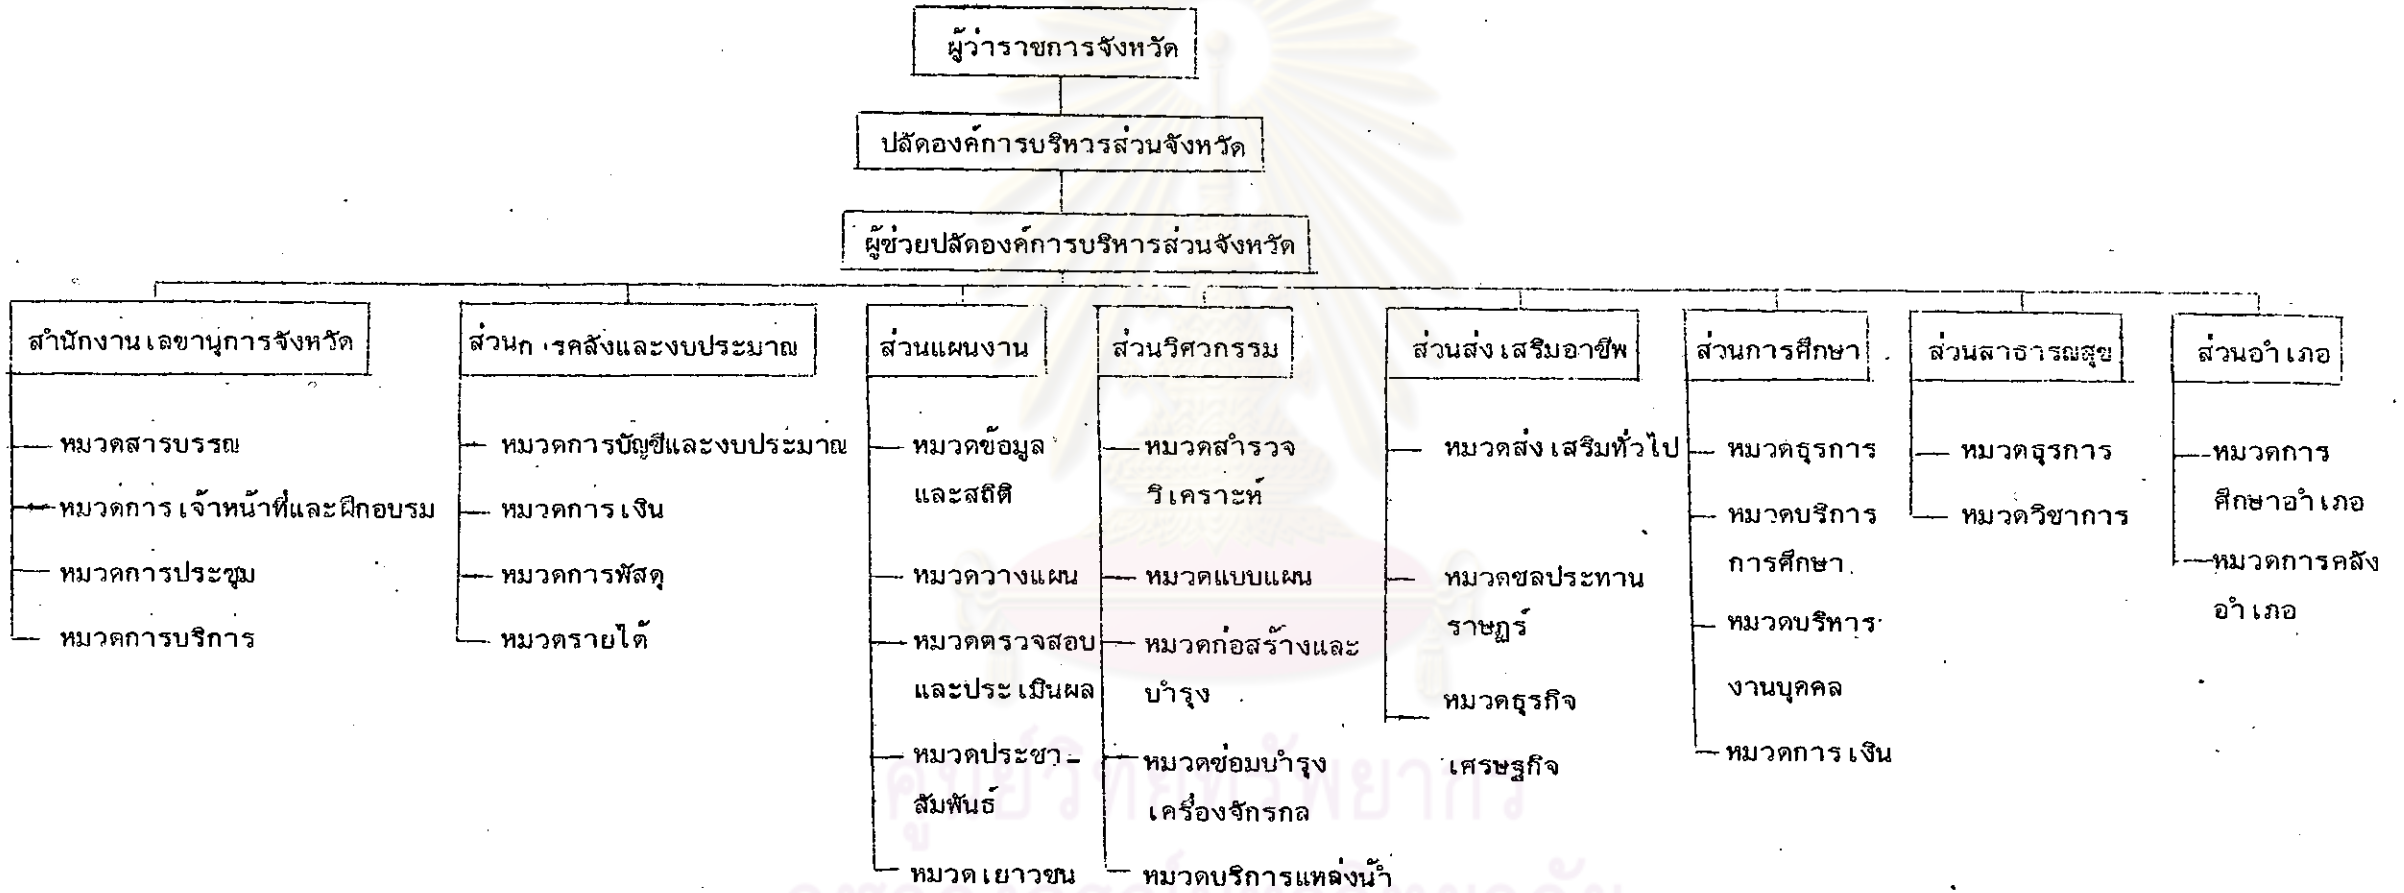 ผู้ว่าราชการจังหวัด
ปลัดองค์การบริหารส่วนจังหวัด
ผู้ช่วยปลัดองค์การบริหารส่วนจังหวัด
สำนักงานเลขานุการจังหวัด
หมวดสารบรรณ
หมวดการเจ้าหน้าที่และฝึกอบรม
หมวดการประชุม
หมวดการบริการ
ส่วนการคลังและงบประมาณ
หมวดการบัญชีและงบประมาณ
หมวดการเงิน
หมวดการพัสดุ
หมวดรายได้
ส่วนแผนงาน
หมวดข้อมูล
และสถิติ
หมวดวางแผน
หมวดตรวจสอบ
และประเมินผล
หมวดประชา-
สัมพันธ์
หมวดเยาวชน
ส่วนวิศวกรรม
หมวดสำรวจ
วิเคราะห์
หมวดแบบแผน
หมวดก่อสร้างและ
บำรุง
หมวดซ่อมบำรุง
เครื่องจักรกล
หมวดบริการแหล่งน้ำ
ส่วนส่งเสริมอาชีพ
หมวดส่งเสริมทั่วไป
หมวดชลประทาน
ราษฎร์
หมวดธุรกิจ
เศรษฐกิจ
ส่วนการศึกษา
หมวดธุรการ
หมวดบริการ
การศึกษา
หมวดบริหาร
งานบุคคล
หมวดการเงิน
ส่วนสาธารณสุข
หมวดธุรการ
หมวดวิชาการ
ส่วนอำเภอ
หมวดการ
ศึกษาอำเภอ
หมวดการคลัง
อำเภอ
ศูนย์วิทยทรัพยากร